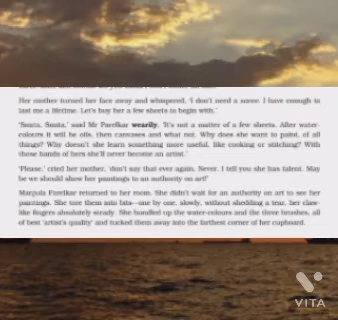 Her mother turned her face away and whispered, 'I don't need a saree. I have enough to
last me a lifetime. Let's buy her a few sheets to begin with.'
'Smita, Smita,' said Mr Parelkar wearily, 'It's not a matter of a few sheets. After water-
colours it will be oils, then canvases and what not. Why does she want to paint, of all
things? Why doesn't she learn something more useful, like cooking or stitching? With
those hands of hers she'll never become an artist.'
'Please,' cried her mother, 'don't say that ever again. Never. I tell you she has talent. May
be we should show her paintings to an authority on art!'
Manjula Parelkar returned to her room. She didn't wait for an authority on art to see her
paintings. She tore them into bits—one by one, slowly, without shedding a tear, her claw-
like fingers absolutely steady. She bundled up the water-colours and the three brushes, all
of best 'artist's quality' and tucked them away into the farthest corner of her cupboard.
VITA